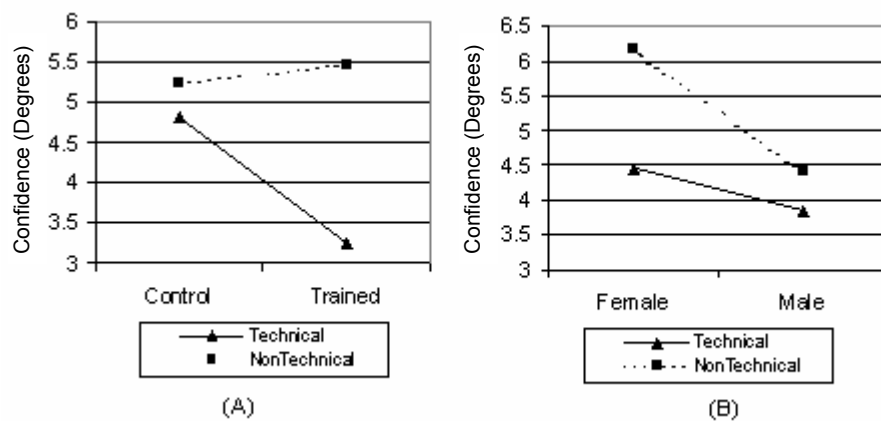 Confidence (Degrees)
6
5.5
5
4.5
4
3.5
3
Control Trained
Technical
NonTechnical
(A)
Confidence (Degrees)
6.5
6
5.5
5
4.5
4
3.5
3
Female Male
Technical
NonTechnical
(B)